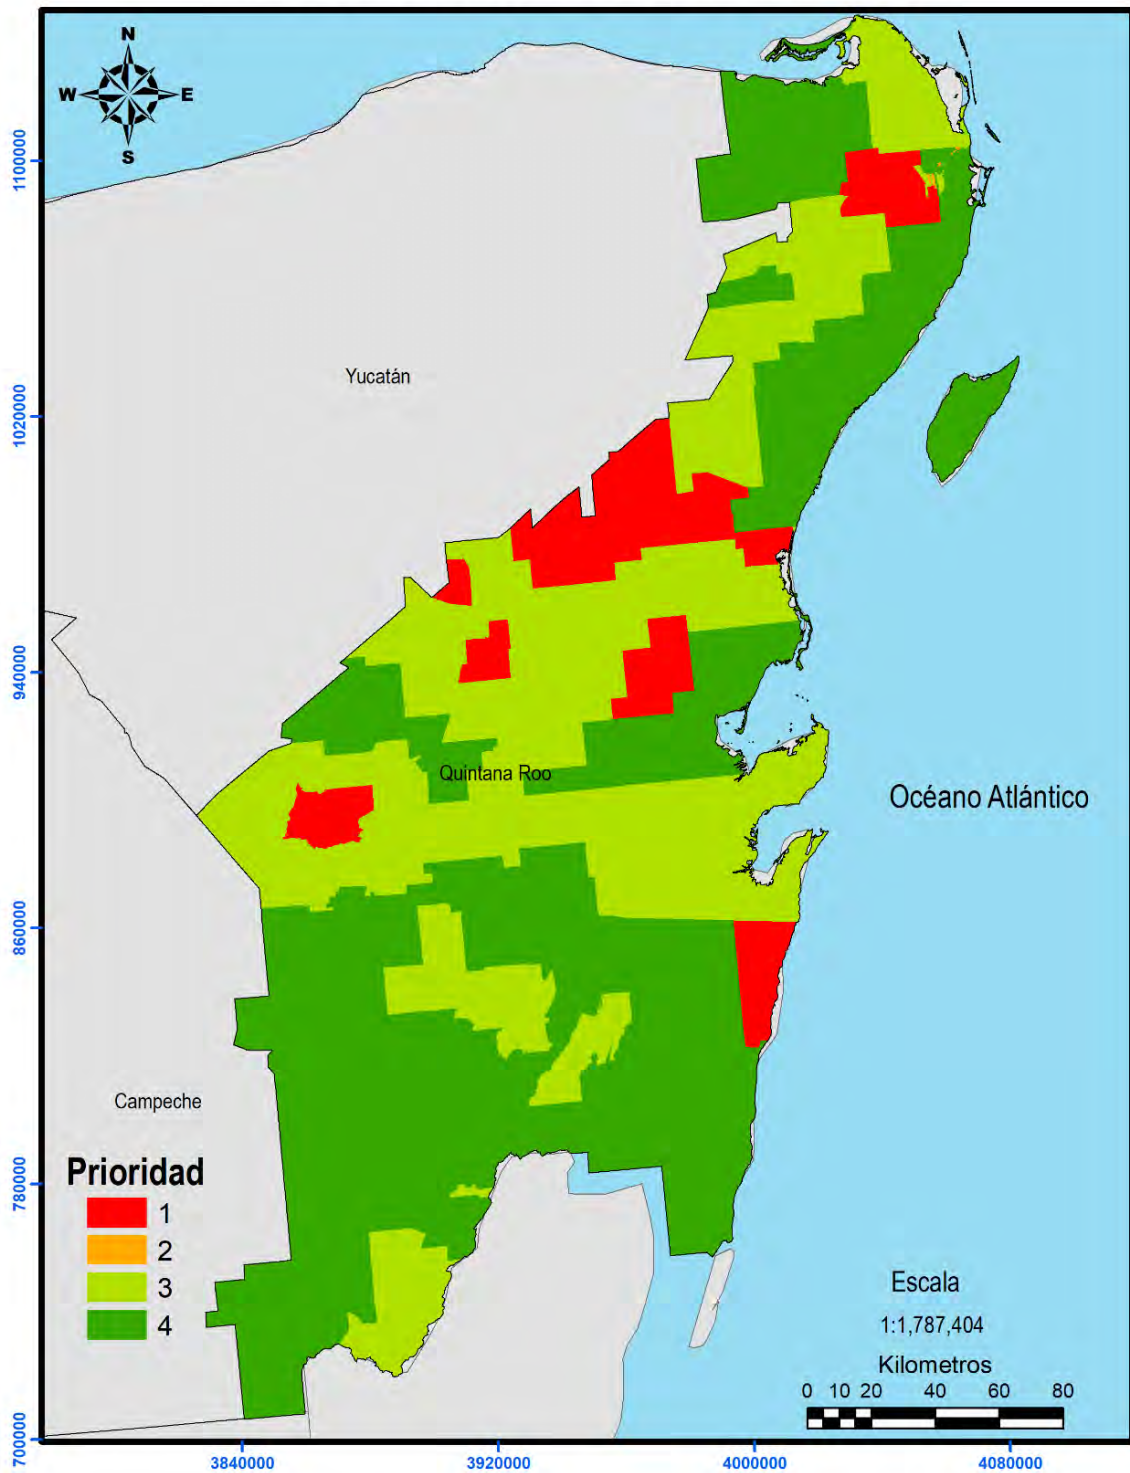 N
W E
S
1100000
1020000
940000
860000
780000
700000
Yucatán
Quintana Roo
Océano Atlántico
Campeche
Prioridad
1
2
3
4
Escala
1:1,787,404
Kilometros
0 10 20 40 60 80
3840000 3920000 4000000 4080000